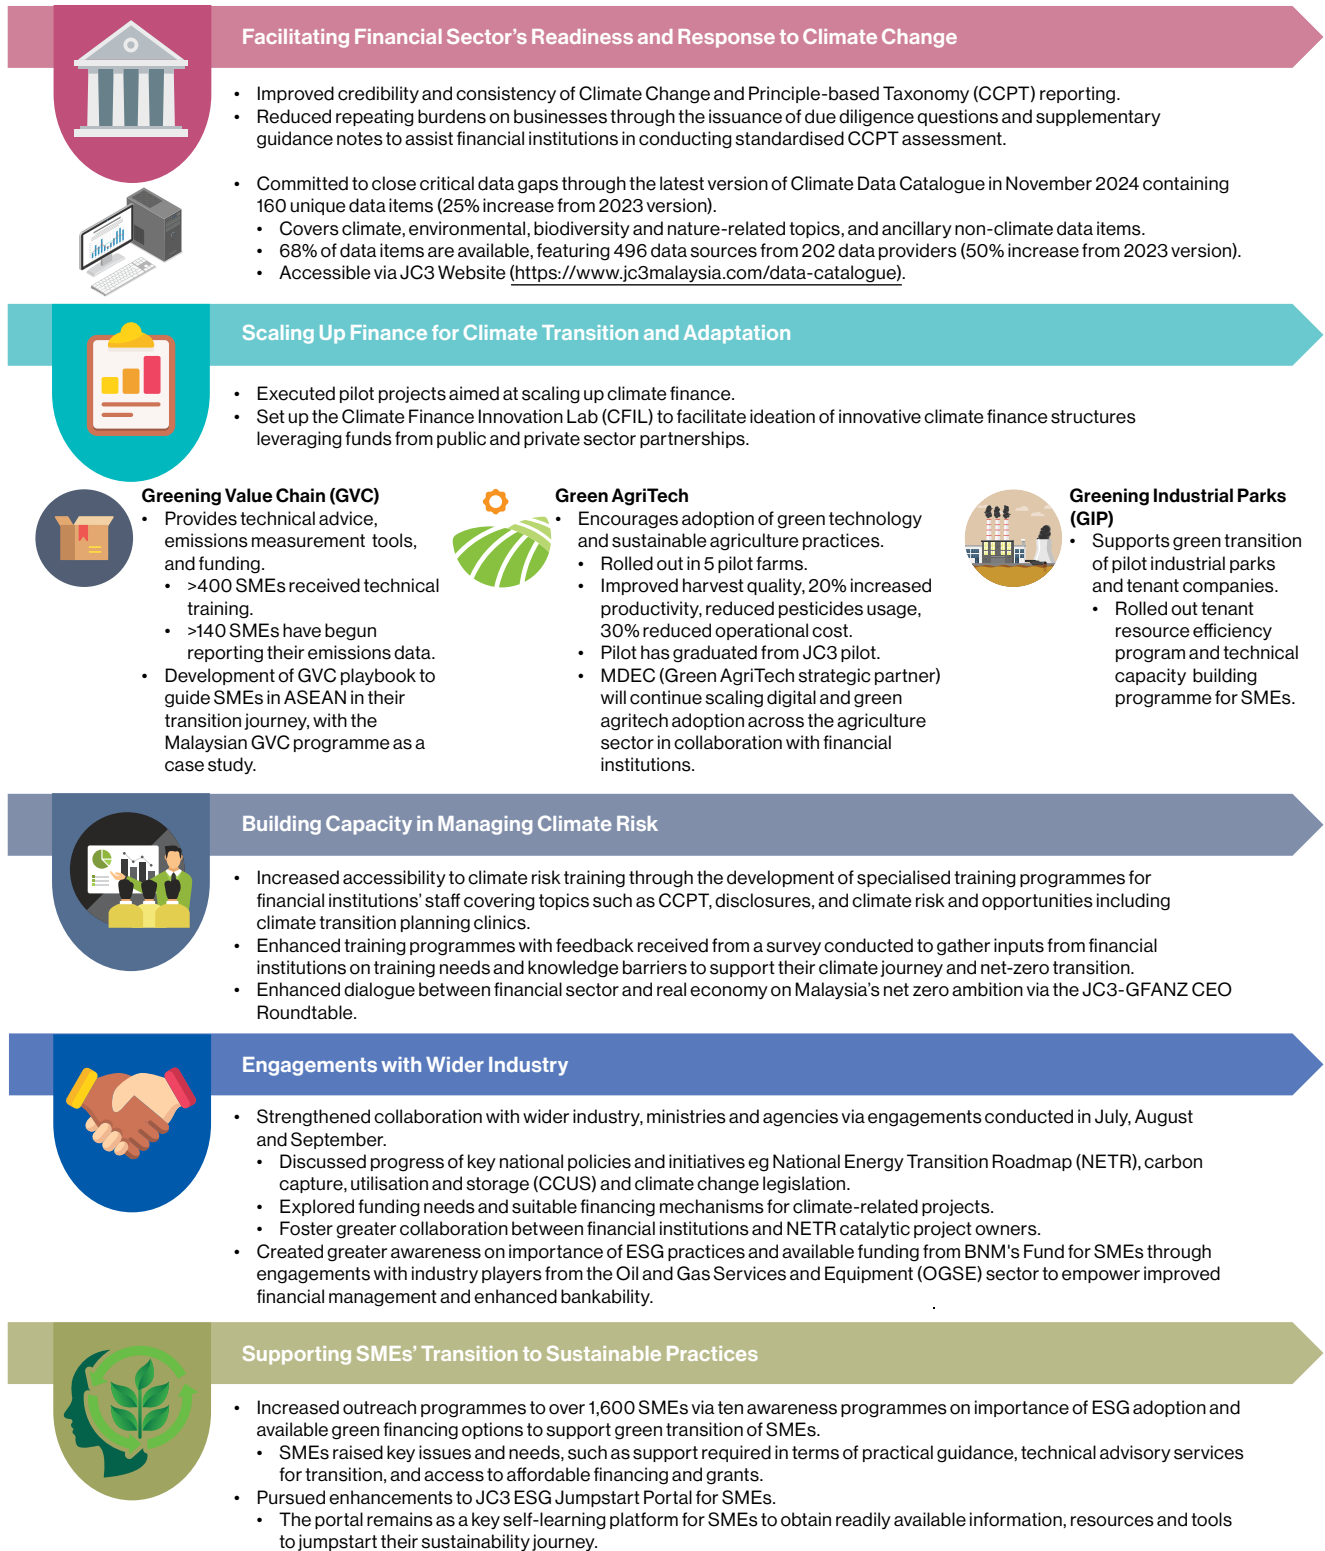 Facilitating Financial Sector’s Readiness and Response to Climate Change
• Improved credibility and consistency of Climate Change and Principle-based Taxonomy (CCPT) reporting.
• Reduced repeating burdens on businesses through the issuance of due diligence questions and supplementary
guidance notes to assist financial institutions in conducting standardised CCPT assessment.
• Committed to close critical data gaps through the latest version of Climate Data Catalogue in November 2024 containing
160 unique data items (25% increase from 2023 version).
• Covers climate, environmental, biodiversity and nature-related topics, and ancillary non-climate data items.
• 68% of data items are available, featuring 496 data sources from 202 data providers (50% increase from 2023 version).
• Accessible via JC3 Website (https://www.jc3malaysia.com/data-catalogue).
Scaling Up Finance for Climate Transition and Adaptation
• Executed pilot projects aimed at scaling up climate finance.
• Set up the Climate Finance Innovation Lab (CFIL) to facilitate ideation of innovative climate finance structures
leveraging funds from public and private sector partnerships.
Greening Value Chain (GVC)
• Provides technical advice,
emissions measurement tools,
and funding.
• >400 SMEs received technical
training.
• >140 SMEs have begun
reporting their emissions data.
• Development of GVC playbook to
guide SMEs in ASEAN in their
transition journey, with the
Malaysian GVC programme as a
case study.
Green AgriTech
• Encourages adoption of green technology
and sustainable agriculture practices.
• Rolled out in 5 pilot farms.
• Improved harvest quality, 20% increased
productivity, reduced pesticides usage,
30% reduced operational cost.
• Pilot has graduated from JC3 pilot.
• MDEC (Green AgriTech strategic partner)
will continue scaling digital and green
agritech adoption across the agriculture
sector in collaboration with financial
institutions.
Greening Industrial Parks
(GIP)
• Supports green transition
of pilot industrial parks
and tenant companies.
• Rolled out tenant
resource efficiency
program and technical
capacity building
programme for SMEs.
Building Capacity in Managing Climate Risk
• Increased accessibility to climate risk training through the development of specialised training programmes for
financial institutions’ staff covering topics such as CCPT, disclosures, and climate risk and opportunities including
climate transition planning clinics.
• Enhanced training programmes with feedback received from a survey conducted to gather inputs from financial
institutions on training needs and knowledge barriers to support their climate journey and net-zero transition.
• Enhanced dialogue between financial sector and real economy on Malaysia’s net zero ambition via the JC3-GFANZ CEO
Roundtable.
Engagements with Wider Industry
• Strengthened collaboration with wider industry, ministries and agencies via engagements conducted in July, August
and September.
• Discussed progress of key national policies and initiatives eg National Energy Transition Roadmap (NETR), carbon
capture, utilisation and storage (CCUS) and climate change legislation.
• Explored funding needs and suitable financing mechanisms for climate-related projects.
• Foster greater collaboration between financial institutions and NETR catalytic project owners.
• Created greater awareness on importance of ESG practices and available funding from BNM's Fund for SMEs through
engagements with industry players from the Oil and Gas Services and Equipment (OGSE) sector to empower improved
financial management and enhanced bankability.
Supporting SMEs’ Transition to Sustainable Practices
• Increased outreach programmes to over 1,600 SMEs via ten awareness programmes on importance of ESG adoption and
available green financing options to support green transition of SMEs.
• SMEs raised key issues and needs, such as support required in terms of practical guidance, technical advisory services
for transition, and access to affordable financing and grants.
• Pursued enhancements to JC3 ESG Jumpstart Portal for SMEs.
• The portal remains as a key self-learning platform for SMEs to obtain readily available information, resources and tools
to jumpstart their sustainability journey.